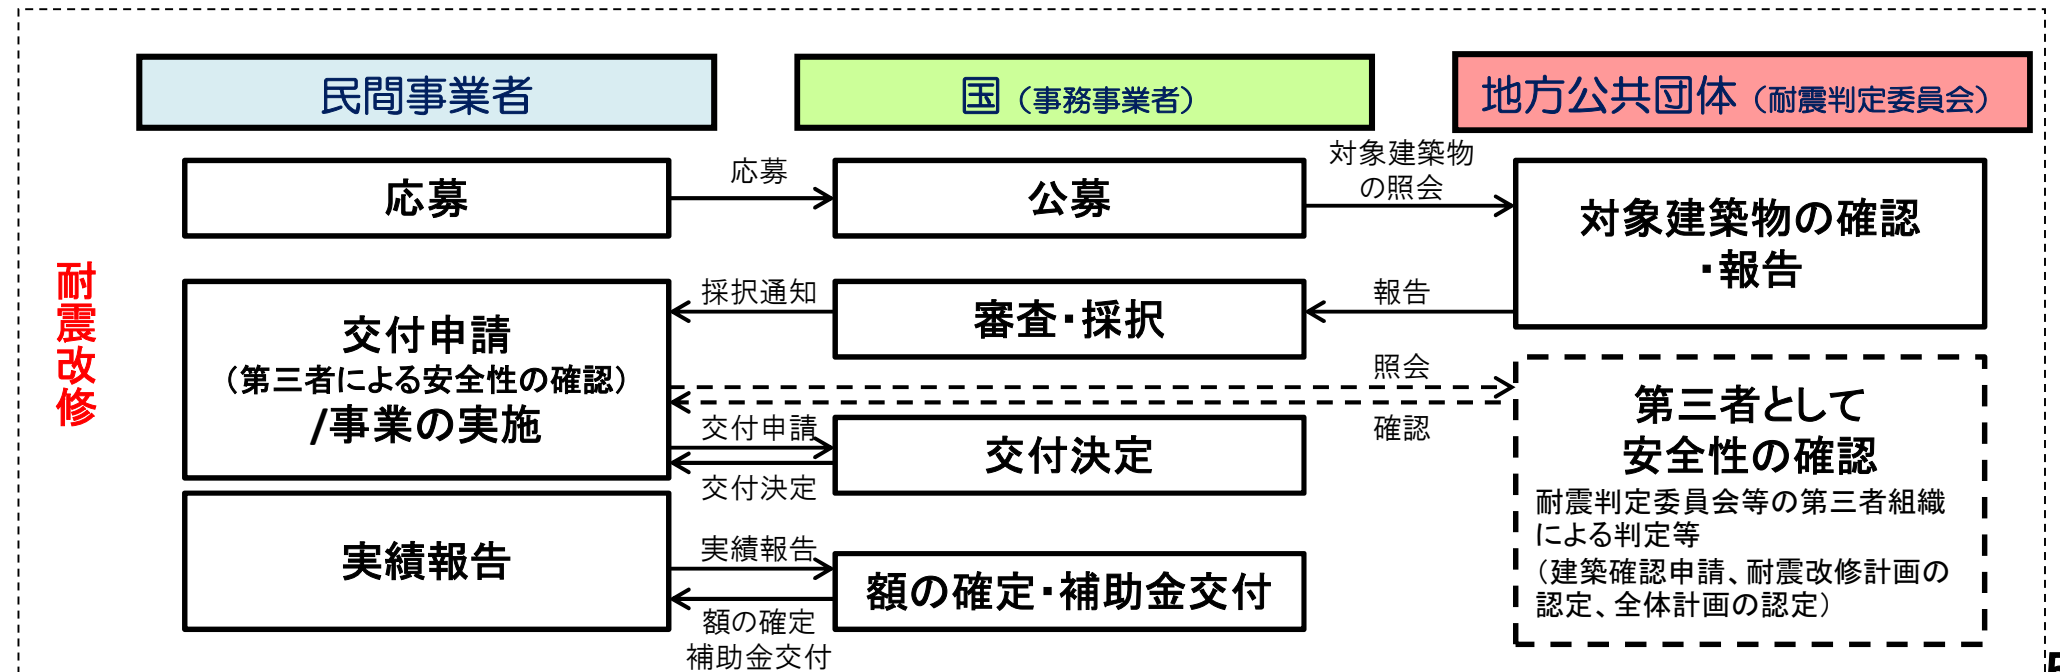 民間事業者
国（事務事業者）
地方公共団体（耐震判定委員会）
耐震改修
応募
応募
公募
対象建築物
の照会
対象建築物の確認
・報告
交付申請
（第三者による安全性の確認）
/事業の実施
採択通知
審査・採択
報告
照会
確認
第三者として
安全性の確認
耐震判定委員会等の第三者組織
による判定等
（建築確認申請、耐震改修計画の
認定、全体計画の認定）
交付申請
交付決定
交付決定
実績報告
実績報告
額の確定・補助金交付
額の確定
補助金交付